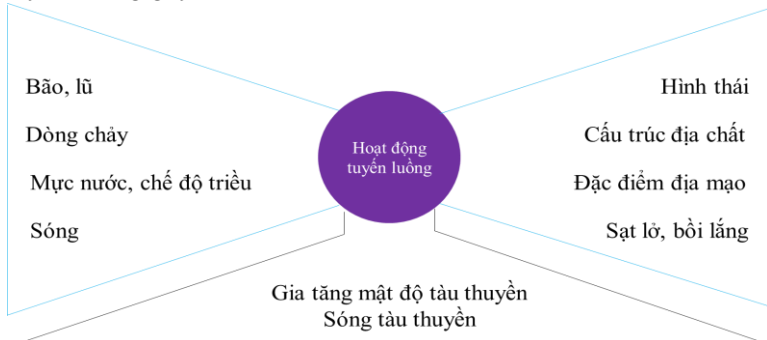 Bão, lũ
Dòng chảy
Mực nước, chế độ triều
Sóng
Hoạt động
tuyến luồng
Hình thái
Cấu trúc địa chất
Đặc điểm địa mạo
Sạt lở, bồi lắng
Gia tăng mật độ tàu thuyền
Sóng tàu thuyền